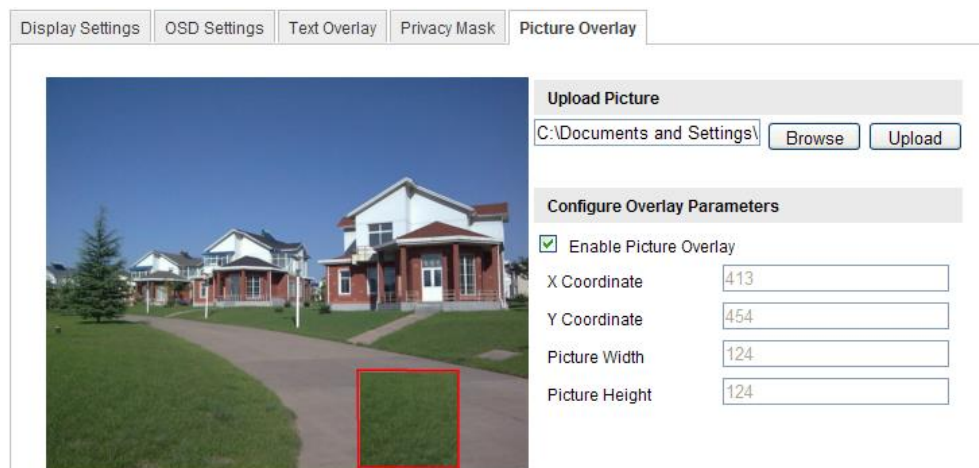 Display Settings OSD Settings Text Overlay Privacy Mask Picture Overlay
Upload Picture
C:\Documents and Settings\ Browse Upload
Configure Overlay Parameters
Enable Picture Overlay
X Coordinate 413
Y Coordinate 454
Picture Width 124
Picture Height 124